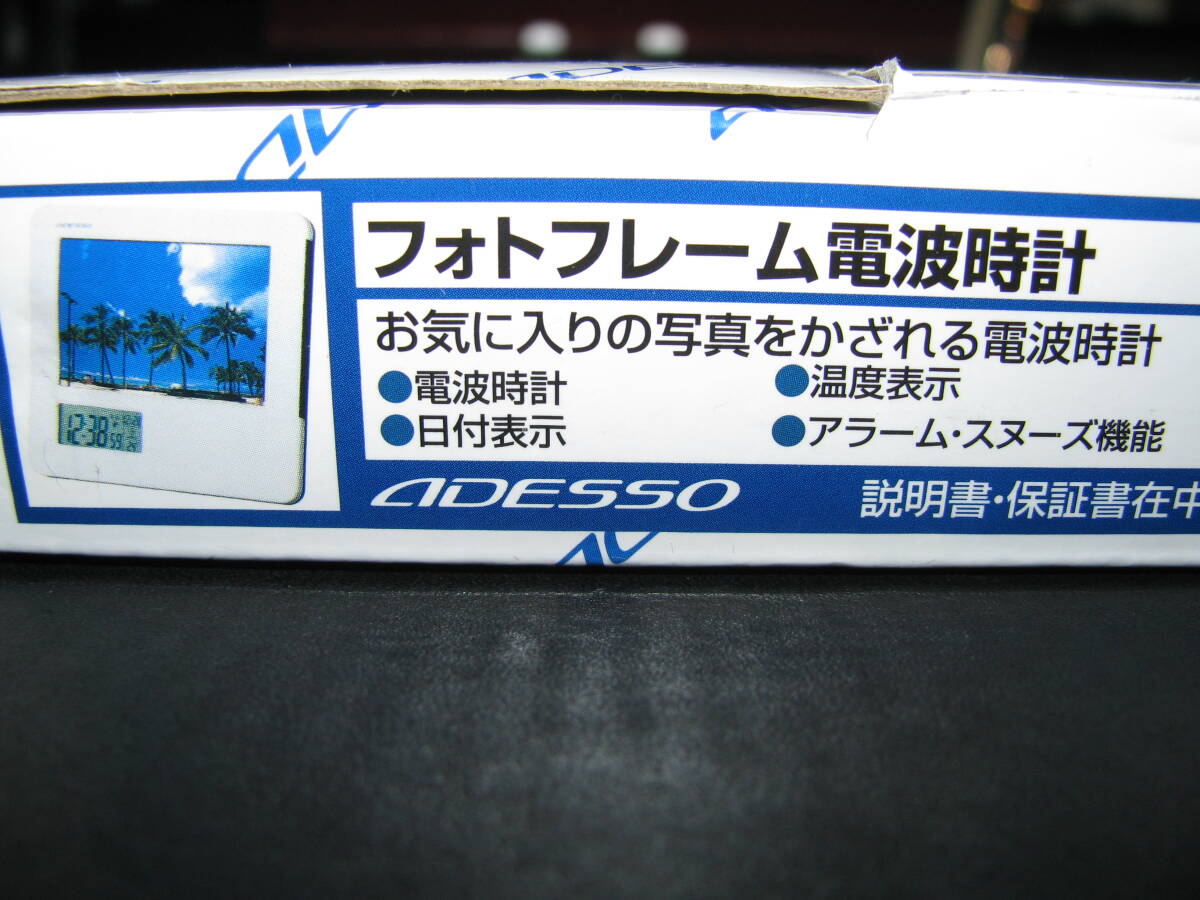 フォトフレーム電波時計
お気に入りの写真をかざれる電波時計
●電波時計 ●温度表示
●日付表示 ●アラーム・スヌーズ機能
ADESSO 説明書・保証書在中
12:38 59